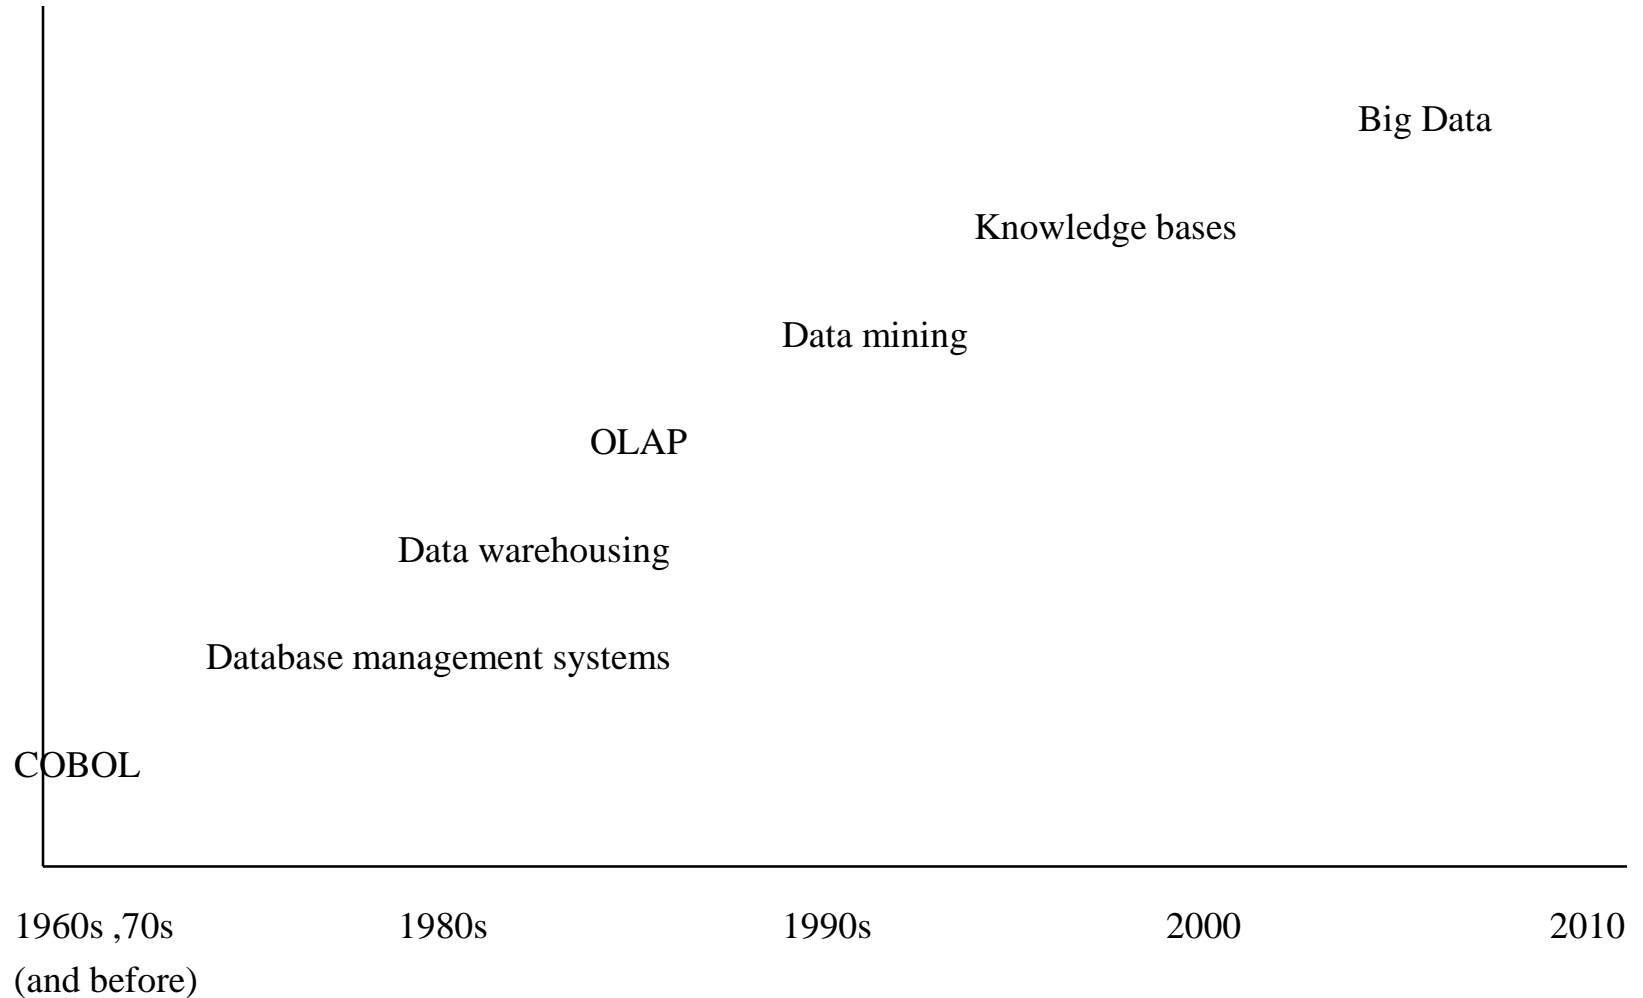 Big Data
Knowledge bases
Data mining
OLAP
Data warehousing
Database management systems
COBOL
1960s ,70s 1980s 1990s 2000 2010
(and before)